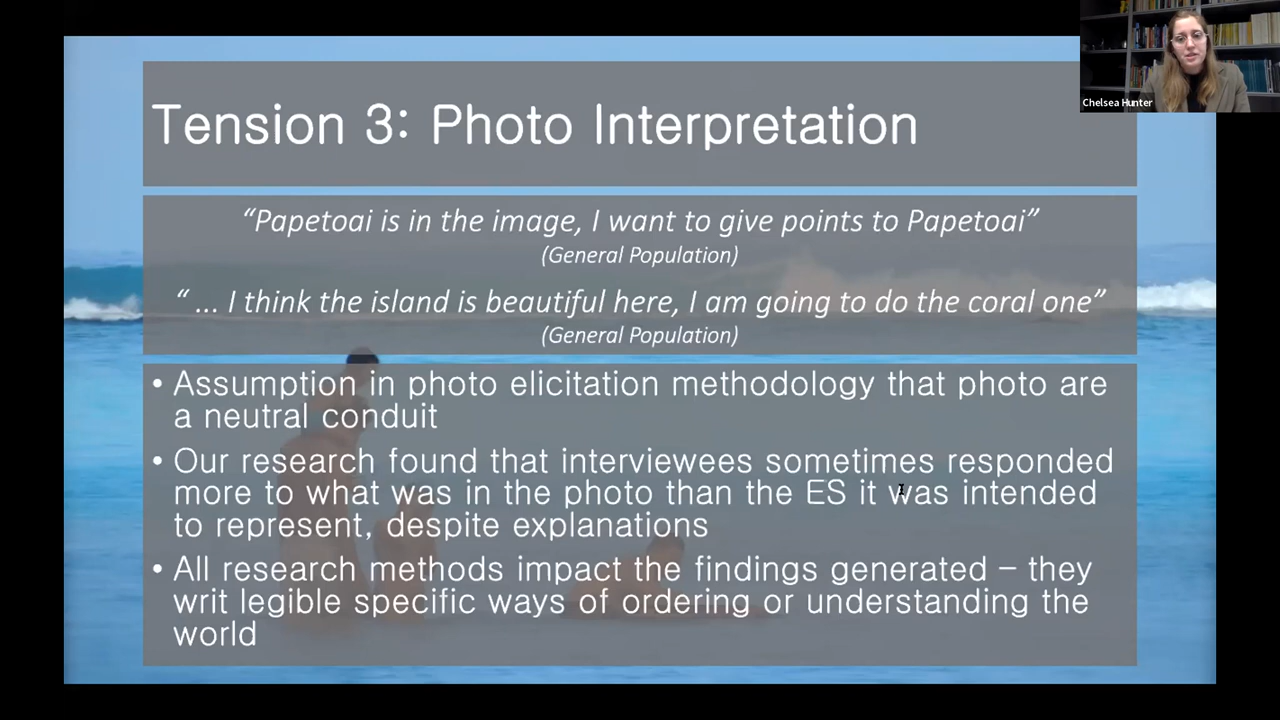 Chelsea Hunter
Tension 3: Photo Interpretation
“Papetoai is in the image, I want to give points to Papetoai”
(General Population)
“ ... I think the island is beautiful here, I am going to do the coral one”
(General Population)
• Assumption in photo elicitation methodology that photo are
a neutral conduit
• Our research found that interviewees sometimes responded
more to what was in the photo than the ES it was intended
to represent, despite explanations
• All research methods impact the findings generated – they
writ legible specific ways of ordering or understanding the
world